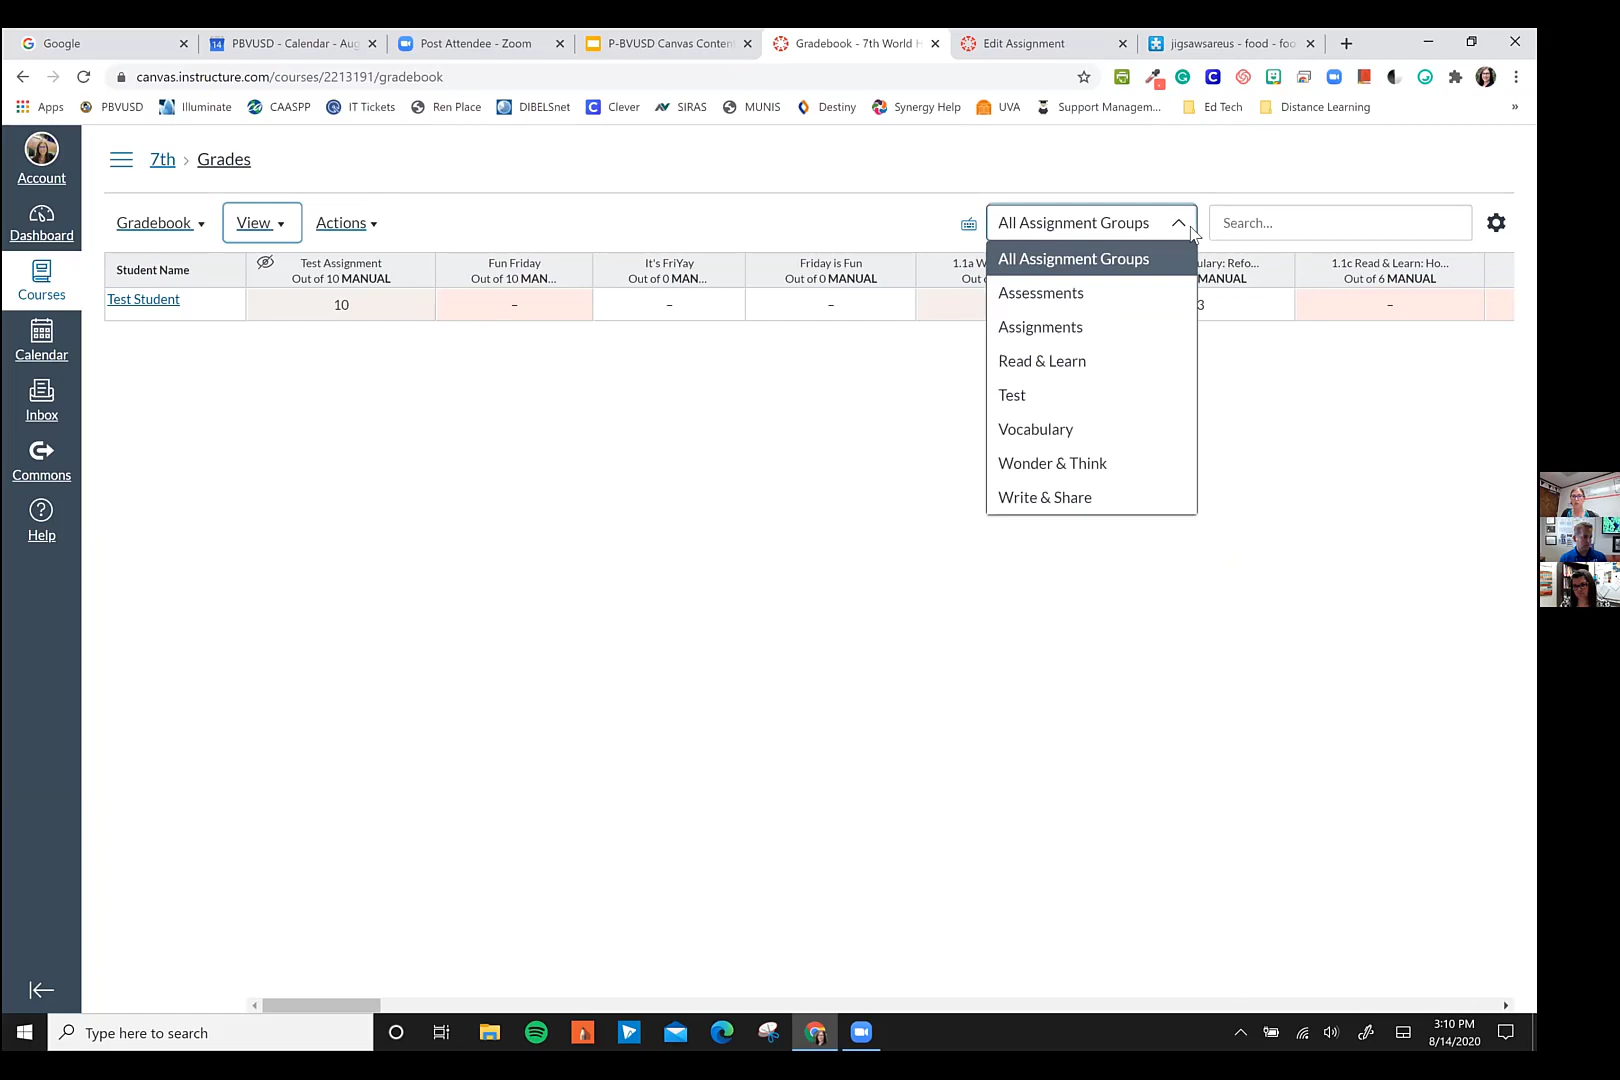 Google
PBVUSD - Calendar - Aug
Post Attendee - Zoom
P-BVUSD Canvas Conten
Gradebook - 7th World H
Edit Assignment
jigsawsareus - food - foo
canvas.instructure.com/courses/2213191/gradebook
Apps
PBVUSD
Illuminate
CAASPP
IT Tickets
Ren Place
DIBELSnet
Clever
SIRAS
MUNIS
Destiny
Synergy Help
UVA
Support Managem...
Ed Tech
Distance Learning
»
Account
Dashboard
Courses
Calendar
Inbox
Commons
Help
7th › Grades
Gradebook
View
Actions
All Assignment Groups
Search...
All Assignment Groups
Assessments
Assignments
Read & Learn
Test
Vocabulary
Wonder & Think
Write & Share
Student Name
Test Assignment
Out of 10 MANUAL
Fun Friday
Out of 10 MAN...
It's FriYay
Out of 0 MAN...
Friday is Fun
Out of 0 MANUAL
1.1a W
Out o
ulary: Refo...
MANUAL
1.1c Read & Learn: Ho...
Out of 6 MANUAL
Test Student
10
–
–
–
3
–
Type here to search
3:10 PM
8/14/2020
14